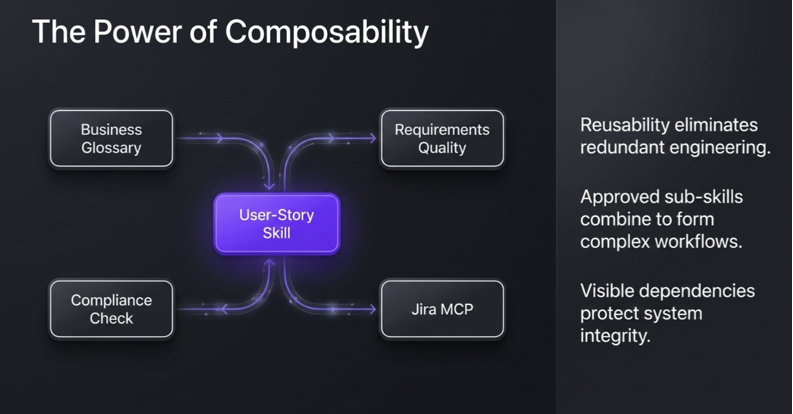 The Power of Composability
Business
Glossary
Requirements
Quality
User-Story
Skill
Compliance
Check
Jira MCP
Reusability eliminates
redundant engineering.
Approved sub-skills
combine to form
complex workflows.
Visible dependencies
protect system
integrity.